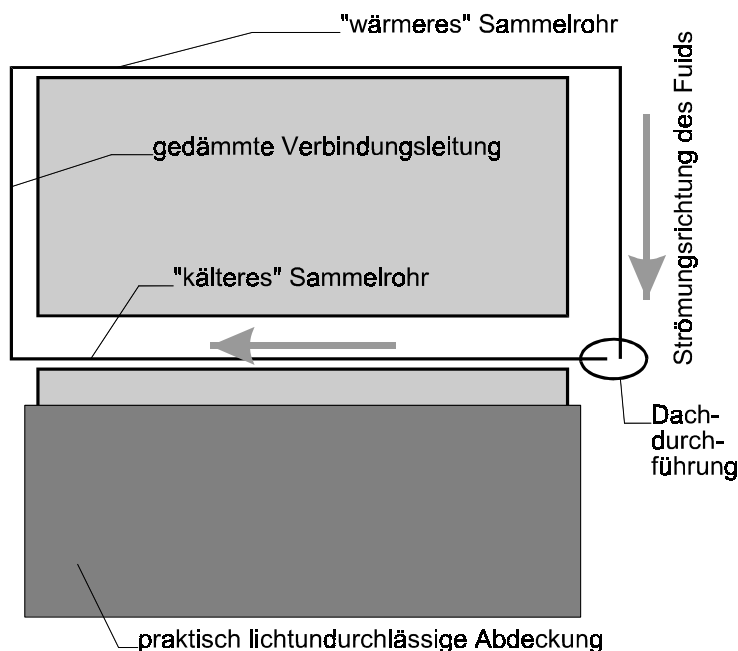 "wärmeres" Sammelrohr
Strömungsrichtung des Fuids
gedämmte Verbindungsleitung
"kälteres" Sammelrohr
Dach-
durch-
führung
praktisch lichtundurchlässige Abdeckung